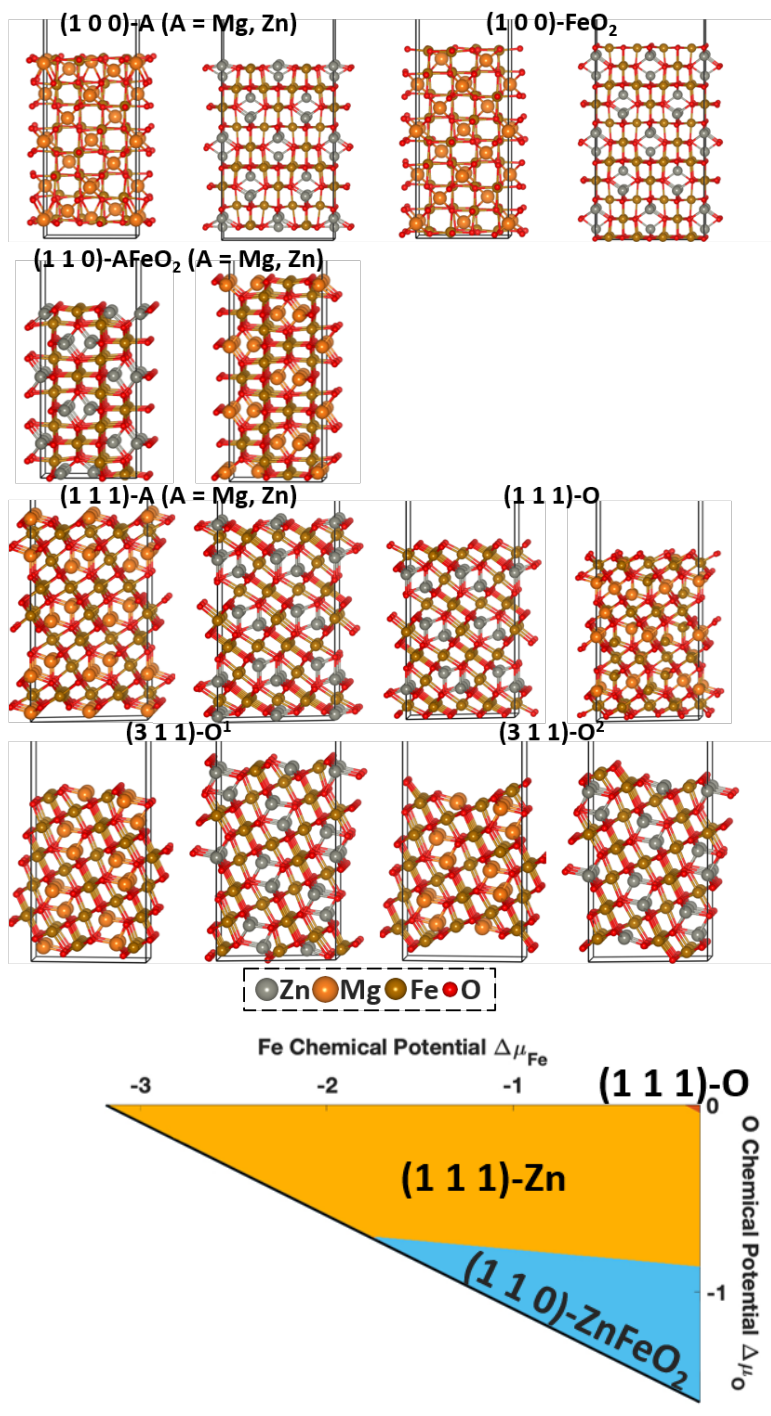 (1 0 0)-A (A = Mg, Zn) (1 0 0)-FeO₂
(1 1 0)-AFeO₂ (A = Mg, Zn)
(1 1 1)-A (A = Mg, Zn) (1 1 1)-O
(3 1 1)-O¹ (3 1 1)-O²
Zn Mg Fe O
Fe Chemical Potential Δμ_Fe
-3 -2 -1
(1 1 1)-O
0
(1 1 1)-Zn
-1
(1 1 0)-ZnFeO₂
O Chemical Potential Δμ_O